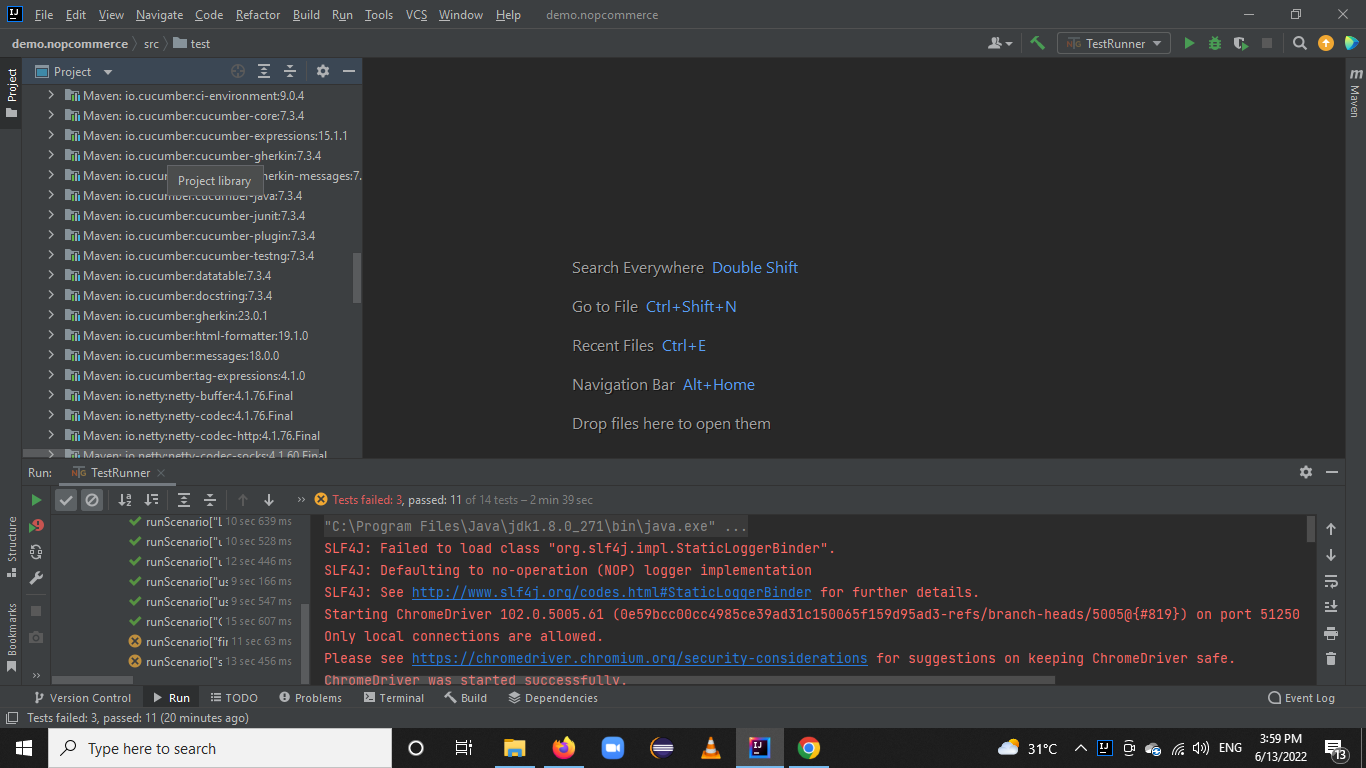 File Edit View Navigate Code Refactor Build Run Tools VCS Window Help demo.nopcommerce
demo.nopcommerce src test TestRunner
Project
Project
Maven: io.cucumber:ci-environment:9.0.4
Maven: io.cucumber:cucumber-core:7.3.4
Maven: io.cucumber:cucumber-expressions:15.1.1
Maven: io.cucumber:cucumber-gherkin:7.3.4
Maven: io.cucu herkin-messages:7.
Project library
Maven: io.cucumber:cucumber-java:7.3.4
Maven: io.cucumber:cucumber-junit:7.3.4
Maven: io.cucumber:cucumber-plugin:7.3.4
Maven: io.cucumber:cucumber-testng:7.3.4
Maven: io.cucumber:datatable:7.3.4
Maven: io.cucumber:docstring:7.3.4
Maven: io.cucumber:gherkin:23.0.1
Maven: io.cucumber:html-formatter:19.1.0
Maven: io.cucumber:messages:18.0.0
Maven: io.cucumber:tag-expressions:4.1.0
Maven: io.netty:netty-buffer:4.1.76.Final
Maven: io.netty:netty-codec:4.1.76.Final
Maven: io.netty:netty-codec-http:4.1.76.Final
Maven: io.netty:netty-codec-socks:4.1.60.Final
Search Everywhere Double Shift
Go to File Ctrl+Shift+N
Recent Files Ctrl+E
Navigation Bar Alt+Home
Drop files here to open them
m Maven
Structure
Bookmarks
Run: TestRunner
Tests failed: 3, passed: 11 of 14 tests – 2 min 39 sec
runScenario["L 10 sec 639 ms
runScenario["u 10 sec 528 ms
runScenario["u 12 sec 446 ms
runScenario["us 9 sec 166 ms
runScenario["us 9 sec 547 ms
runScenario["C 15 sec 607 ms
runScenario["fir 11 sec 63 ms
runScenario["s 13 sec 456 ms
"C:\Program Files\Java\jdk1.8.0_271\bin\java.exe" ...
SLF4J: Failed to load class "org.slf4j.impl.StaticLoggerBinder".
SLF4J: Defaulting to no-operation (NOP) logger implementation
SLF4J: See http://www.slf4j.org/codes.html#StaticLoggerBinder for further details.
Starting ChromeDriver 102.0.5005.61 (0e59bcc00cc4985ce39ad31c150065f159d95ad3-refs/branch-heads/5005@{#819}) on port 51250
Only local connections are allowed.
Please see https://chromedriver.chromium.org/security-considerations for suggestions on keeping ChromeDriver safe.
ChromeDriver was started successfully.
Version Control Run TODO Problems Terminal Build Dependencies Event Log
Tests failed: 3, passed: 11 (20 minutes ago)
Type here to search
31°C ENG 3:59 PM
6/13/2022 13